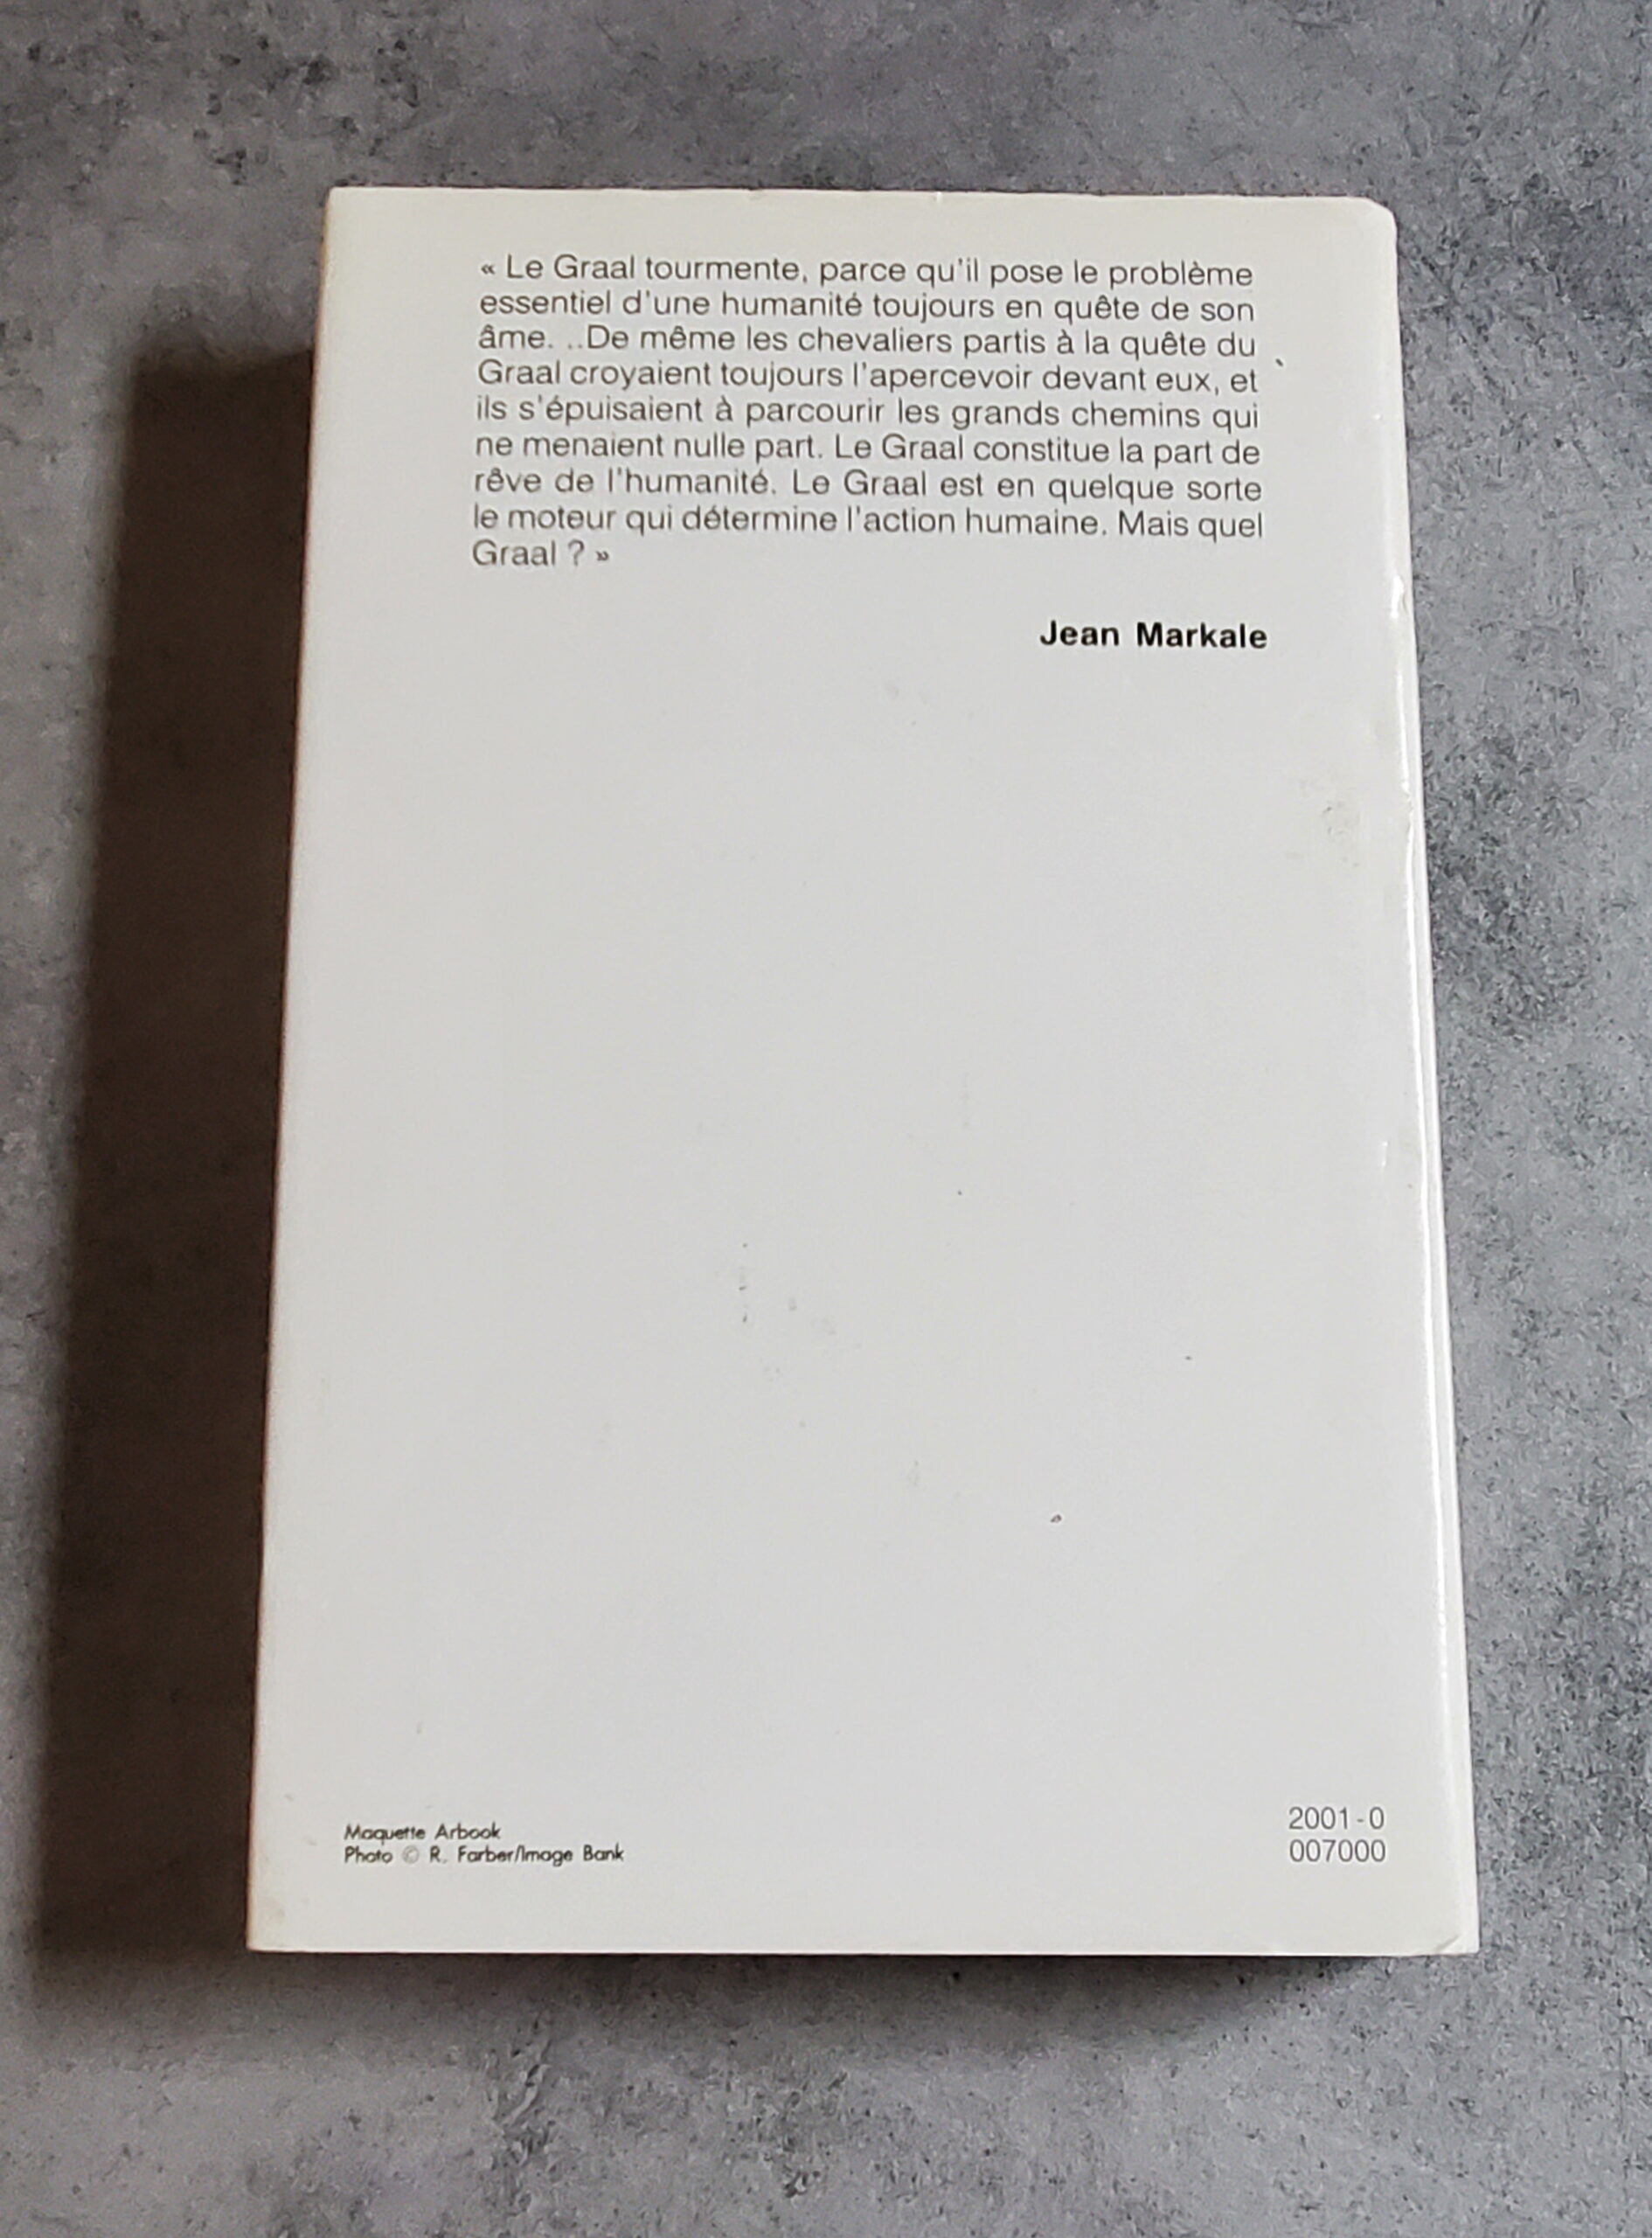 « Le Graal tourmente, parce qu'il pose le problème
essentiel d'une humanité toujours en quête de son
âme. ..De même les chevaliers partis à la quête du
Graal croyaient toujours l'apercevoir devant eux, et
ils s'épuisaient à parcourir les grands chemins qui
ne menaient nulle part. Le Graal constitue la part de
rêve de l'humanité. Le Graal est en quelque sorte
le moteur qui détermine l'action humaine. Mais quel
Graal ? »
Jean Markale
Maquette Arbook
Photo © R. Farber/Image Bank
2001-0
007000